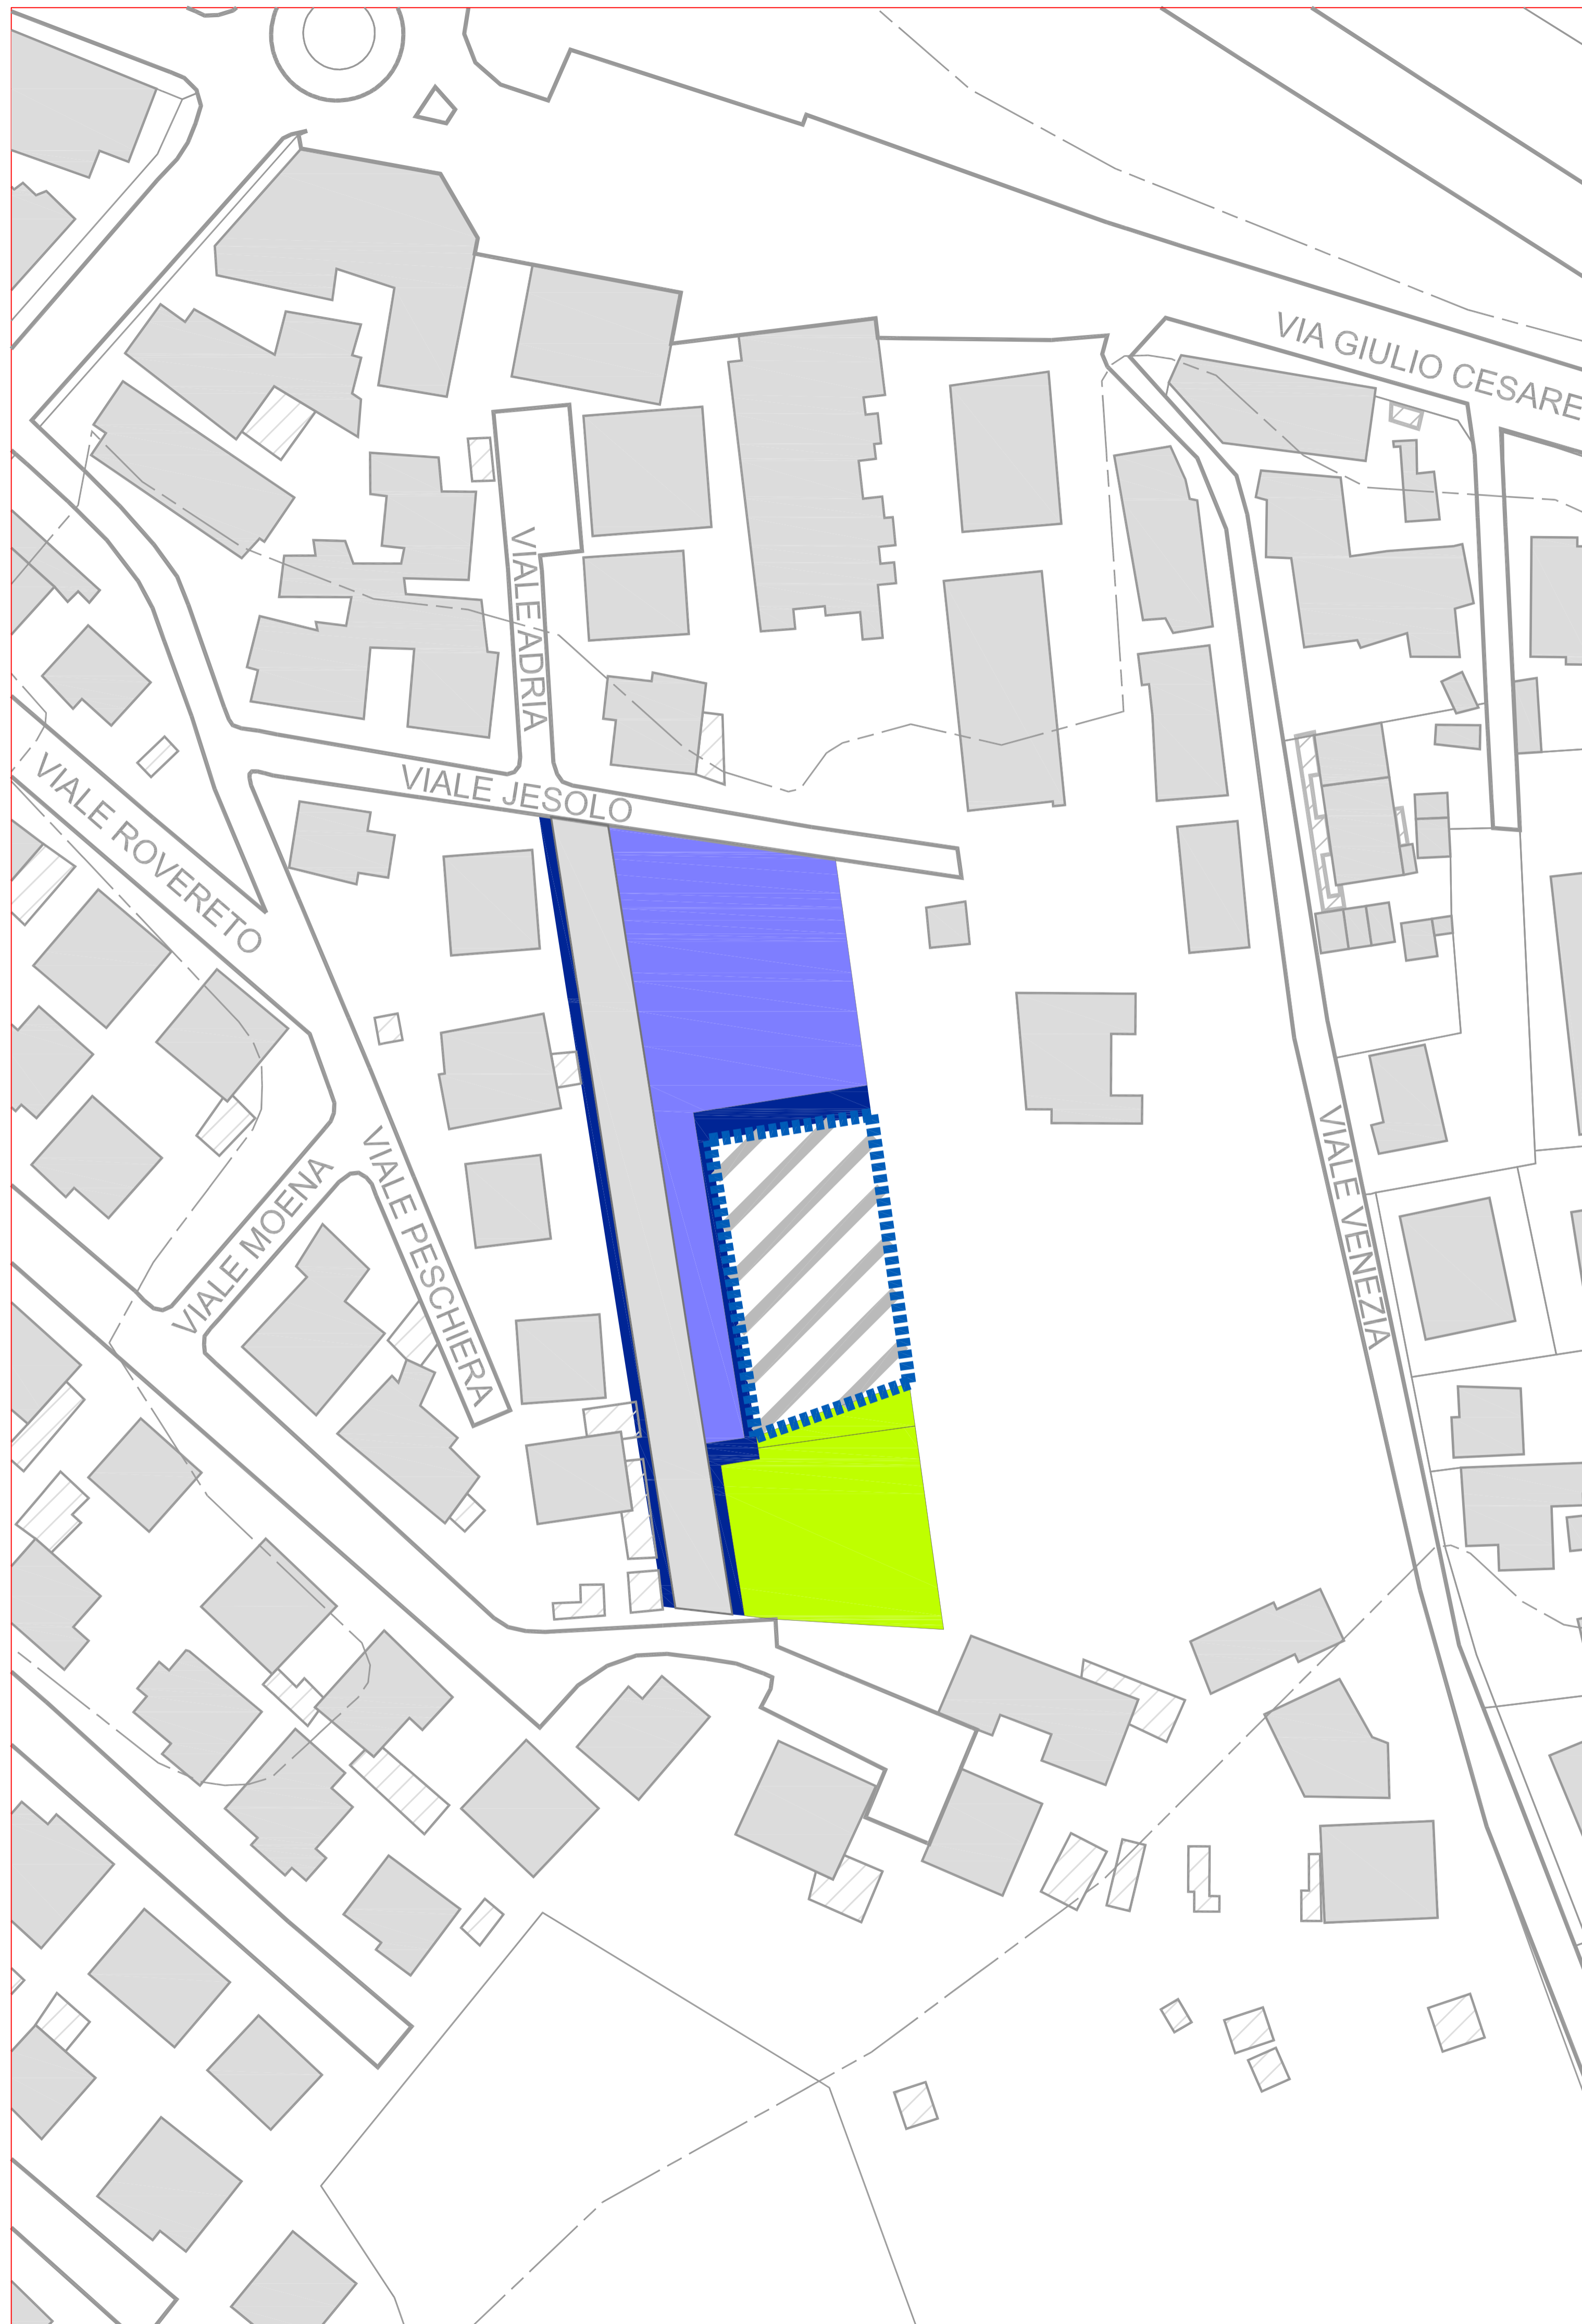 VIA GIULIO CESARE
VIALE ADRIA
VIALE JESOLO
VIALE ROVERETO
VIALE MOENA
VIALE PESCHIERA
VIALE VENEZIA